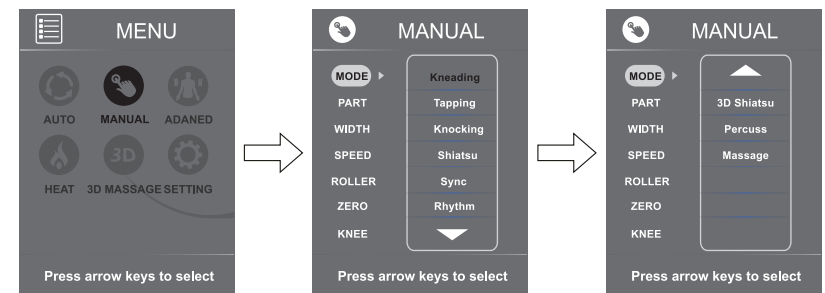 MENU
AUTO MANUAL ADANED
HEAT 3D MASSAGE SETTING
3D
Press arrow keys to select
MANUAL
MODE Kneading
PART Tapping
WIDTH Knocking
SPEED Shiatsu
ROLLER Sync
ZERO Rhythm
KNEE
Press arrow keys to select
MANUAL
MODE
PART 3D Shiatsu
WIDTH Percuss
SPEED Massage
ROLLER
ZERO
KNEE
Press arrow keys to select